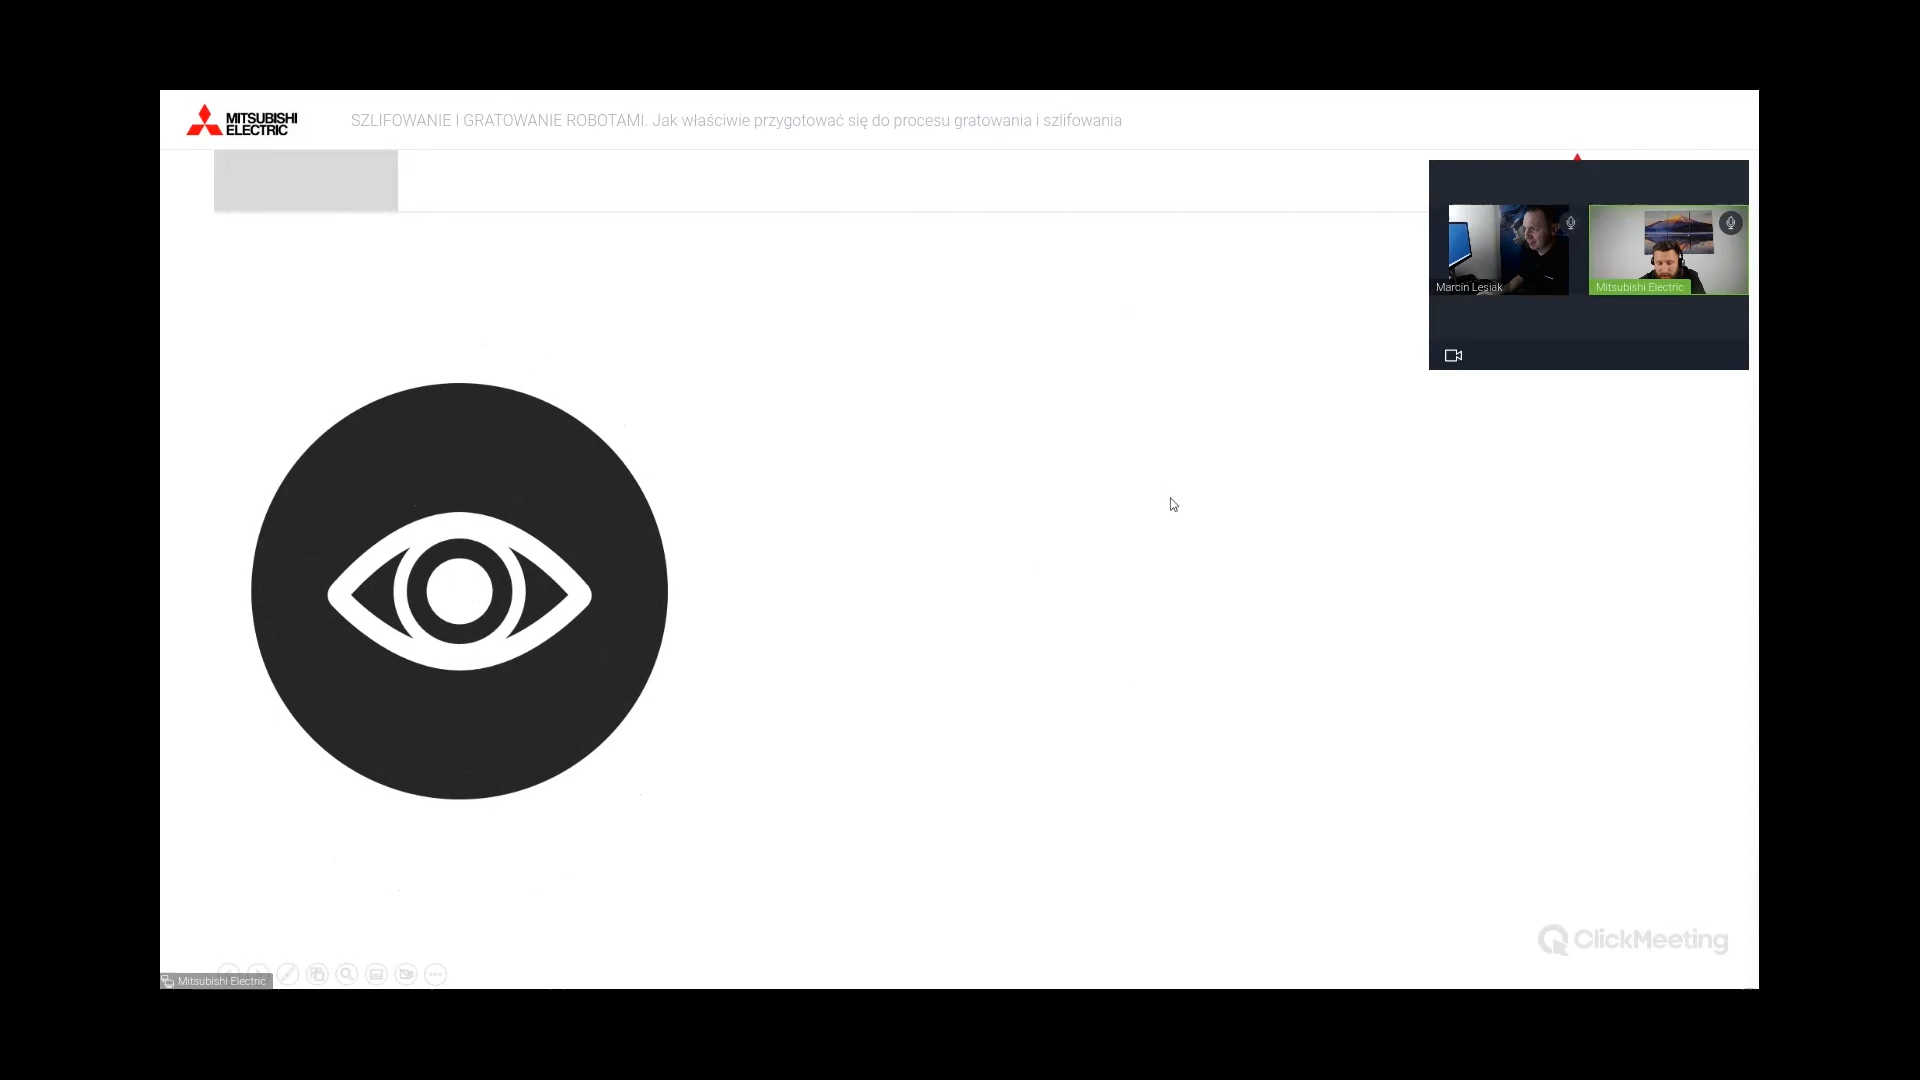 MITSUBISHI
ELECTRIC
SZLIFOWANIE I GRATOWANIE ROBOTAMI. Jak właściwie przygotować się do procesu gratowania i szlifowania
Marcin Lesiak
Mitsubishi Electric
ClickMeeting
Mitsubishi Electric